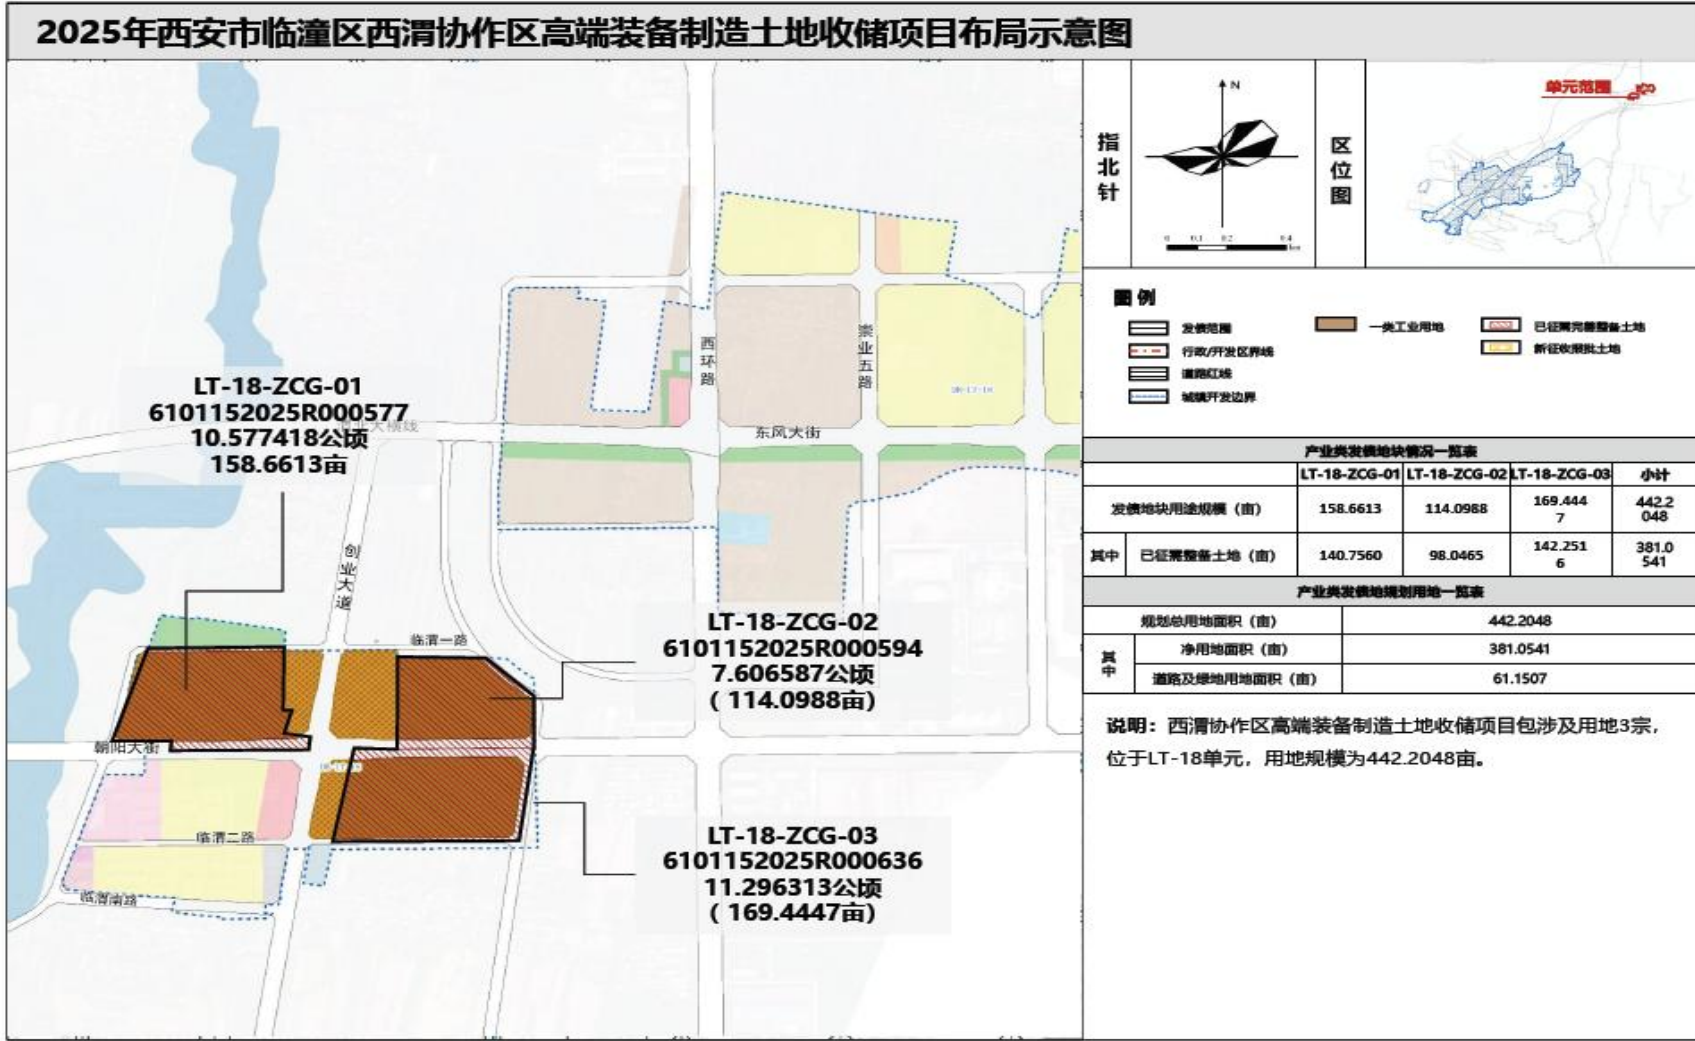 2025年西安市临潼区西渭协作区高端装备制造土地收储项目布局示意图
LT-18-ZCG-01
6101152025R000577
10.577418公顷
158.6613亩
渭北大横线
西环路
崇业五路
东风大街
创业大道
临渭一路
朝阳大街
临渭二路
临渭南路
LT-18-ZCG-02
6101152025R000594
7.606587公顷
（114.0988亩）
LT-18-ZCG-03
6101152025R000636
11.296313公顷
（169.4447亩）
指北针
N
0 0.1 0.2 0.4
km
区位图
单元范围
图例
发债范围
行政/开发区界线
道路红线
城镇开发边界
一类工业用地
已征需完善整备土地
新征收报批土地
产业类发债地块情况一览表
LT-18-ZCG-01 LT-18-ZCG-02 LT-18-ZCG-03 小计
发债地块用途规模（亩） 158.6613 114.0988 169.4447 442.2048
其中 已征需整备土地（亩） 140.7560 98.0465 142.2516 381.0541
产业类发债地规划用地一览表
规划总用地面积（亩） 442.2048
其中 净用地面积（亩） 381.0541
道路及绿地用地面积（亩） 61.1507
说明：西渭协作区高端装备制造土地收储项目包涉及用地3宗，
位于LT-18单元，用地规模为442.2048亩。